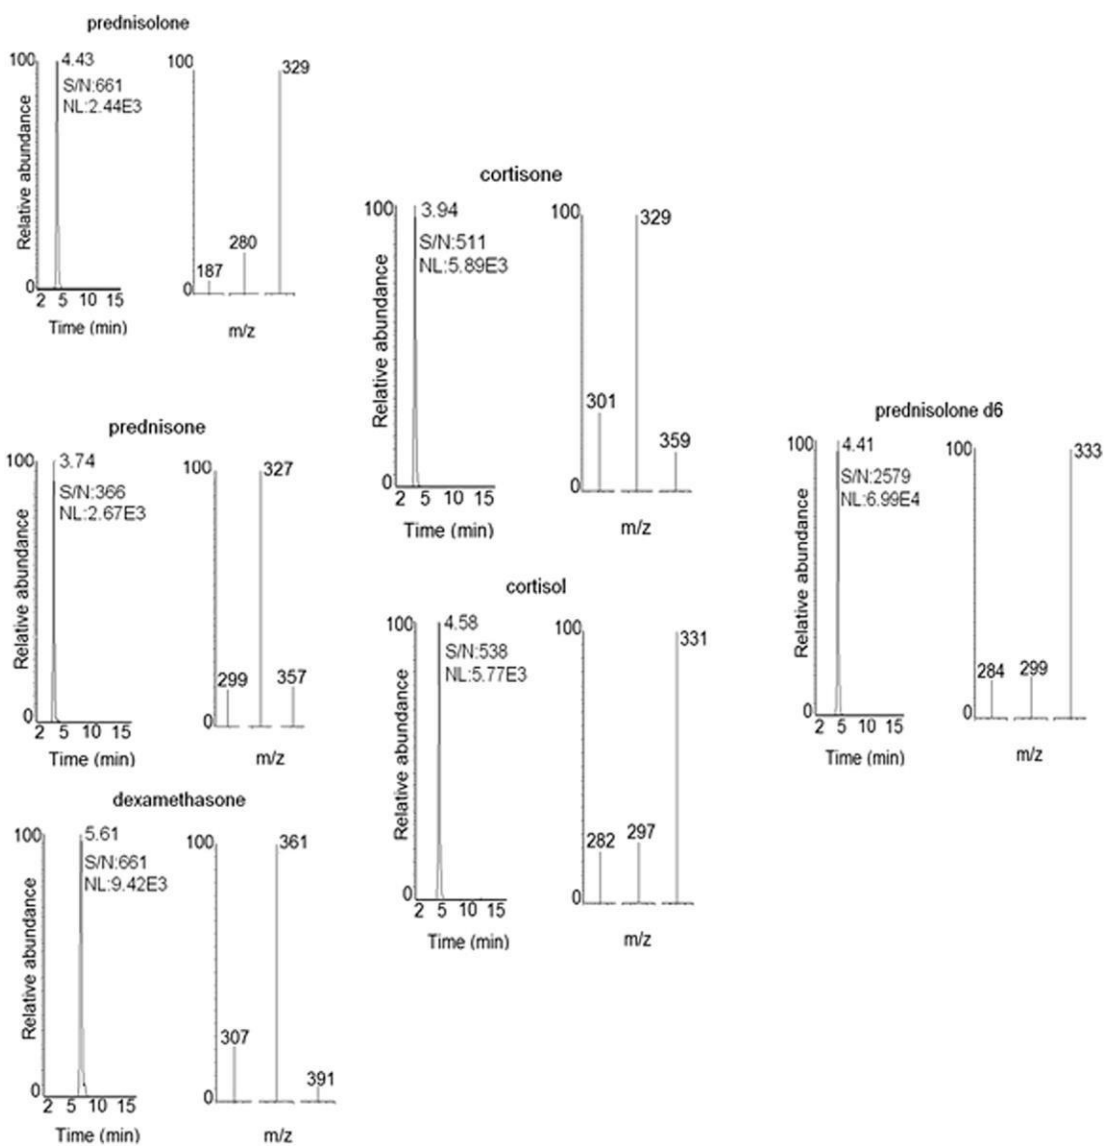 prednisolone
100
4.43
S/N:661
NL:2.44E3
Relative abundance
0
2 5 10 15
Time (min)
100
329
280
187
0
m/z
cortisone
100
3.94
S/N:511
NL:5.89E3
Relative abundance
0
2 5 10 15
Time (min)
100
329
301
359
0
m/z
prednisone
100
3.74
S/N:366
NL:2.67E3
Relative abundance
0
2 5 10 15
Time (min)
100
327
299
357
0
m/z
prednisolone d6
100
4.41
S/N:2579
NL:6.99E4
Relative abundance
0
2 5 10 15
Time (min)
100
333
284
299
0
m/z
cortisol
100
4.58
S/N:538
NL:5.77E3
Relative abundance
0
2 5 10 15
Time (min)
100
331
282
297
0
m/z
dexamethasone
100
5.61
S/N:661
NL:9.42E3
Relative abundance
0
2 5 10 15
Time (min)
100
361
307
391
0
m/z